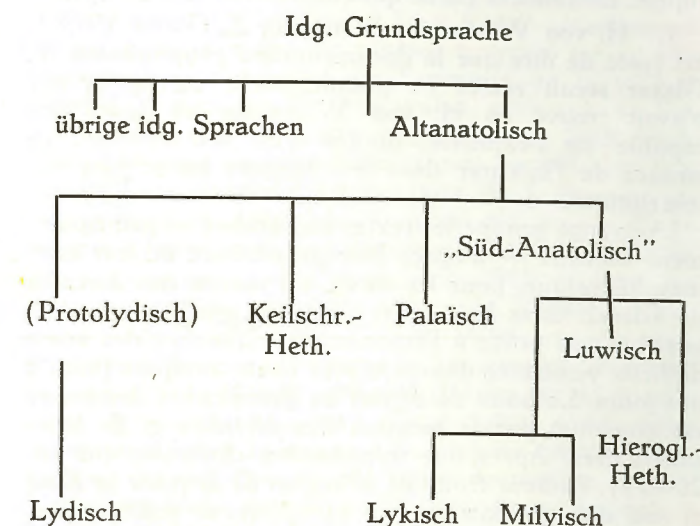 Idg. Grundsprache
übrige idg. Sprachen
Altanatolisch
„Süd-Anatolisch”
(Protolydisch)
Keilschr.-
Heth.
Palaïsch
Luwisch
Hierogl.-
Heth.
Lydisch
Lykisch
Milyisch